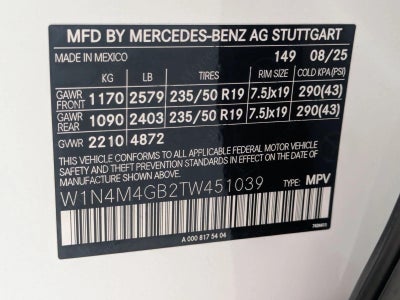 MFD BY MERCEDES-BENZ AG STUTTGART
MADE IN MEXICO 149 08/25
KG LB TIRES RIM SIZE COLD KPA(PSI)
GAWR FRONT 1170 2579 235/50 R19 7.5Jx19 290(43)
GAWR REAR 1090 2403 235/50 R19 7.5Jx19 290(43)
GVWR 2210 4872
THIS VEHICLE CONFORMS TO ALL APPLICABLE FEDERAL MOTOR VEHICLE
SAFETY AND THEFT PREVENTION STANDARDS IN EFFECT ON THE DATE OF
MANUFACTURE SHOWN ABOVE.
W1N4M4GB2TW451039 TYPE: MPV
A 000 817 54 04